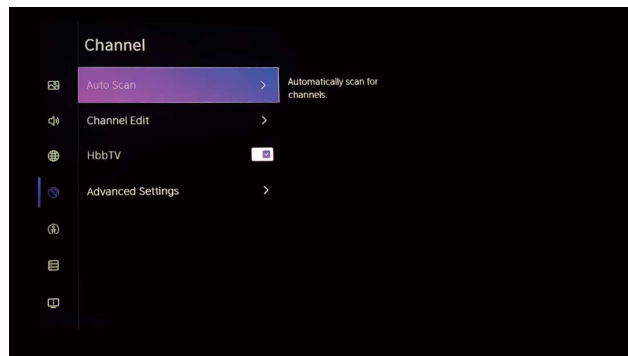 Channel
Auto Scan
Automatically scan for
channels.
Channel Edit
HbbTV
Advanced Settings